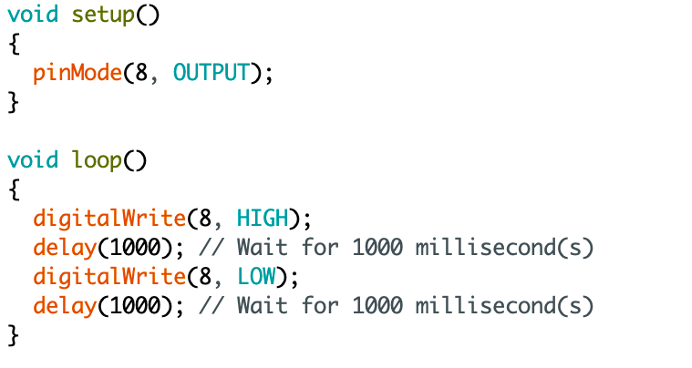 void setup()
{
  pinMode(8, OUTPUT);
}

void loop()
{
  digitalWrite(8, HIGH);
  delay(1000); // Wait for 1000 millisecond(s)
  digitalWrite(8, LOW);
  delay(1000); // Wait for 1000 millisecond(s)
}